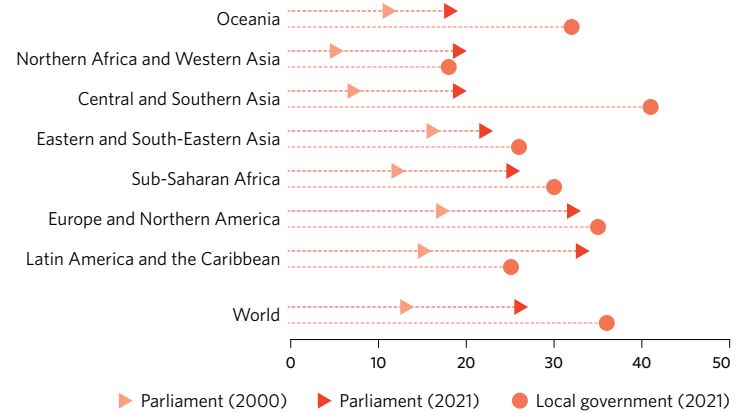 Oceania
Northern Africa and Western Asia
Central and Southern Asia
Eastern and South-Eastern Asia
Sub-Saharan Africa
Europe and Northern America
Latin America and the Caribbean
World
0 10 20 30 40 50
Parliament (2000) Parliament (2021) Local government (2021)